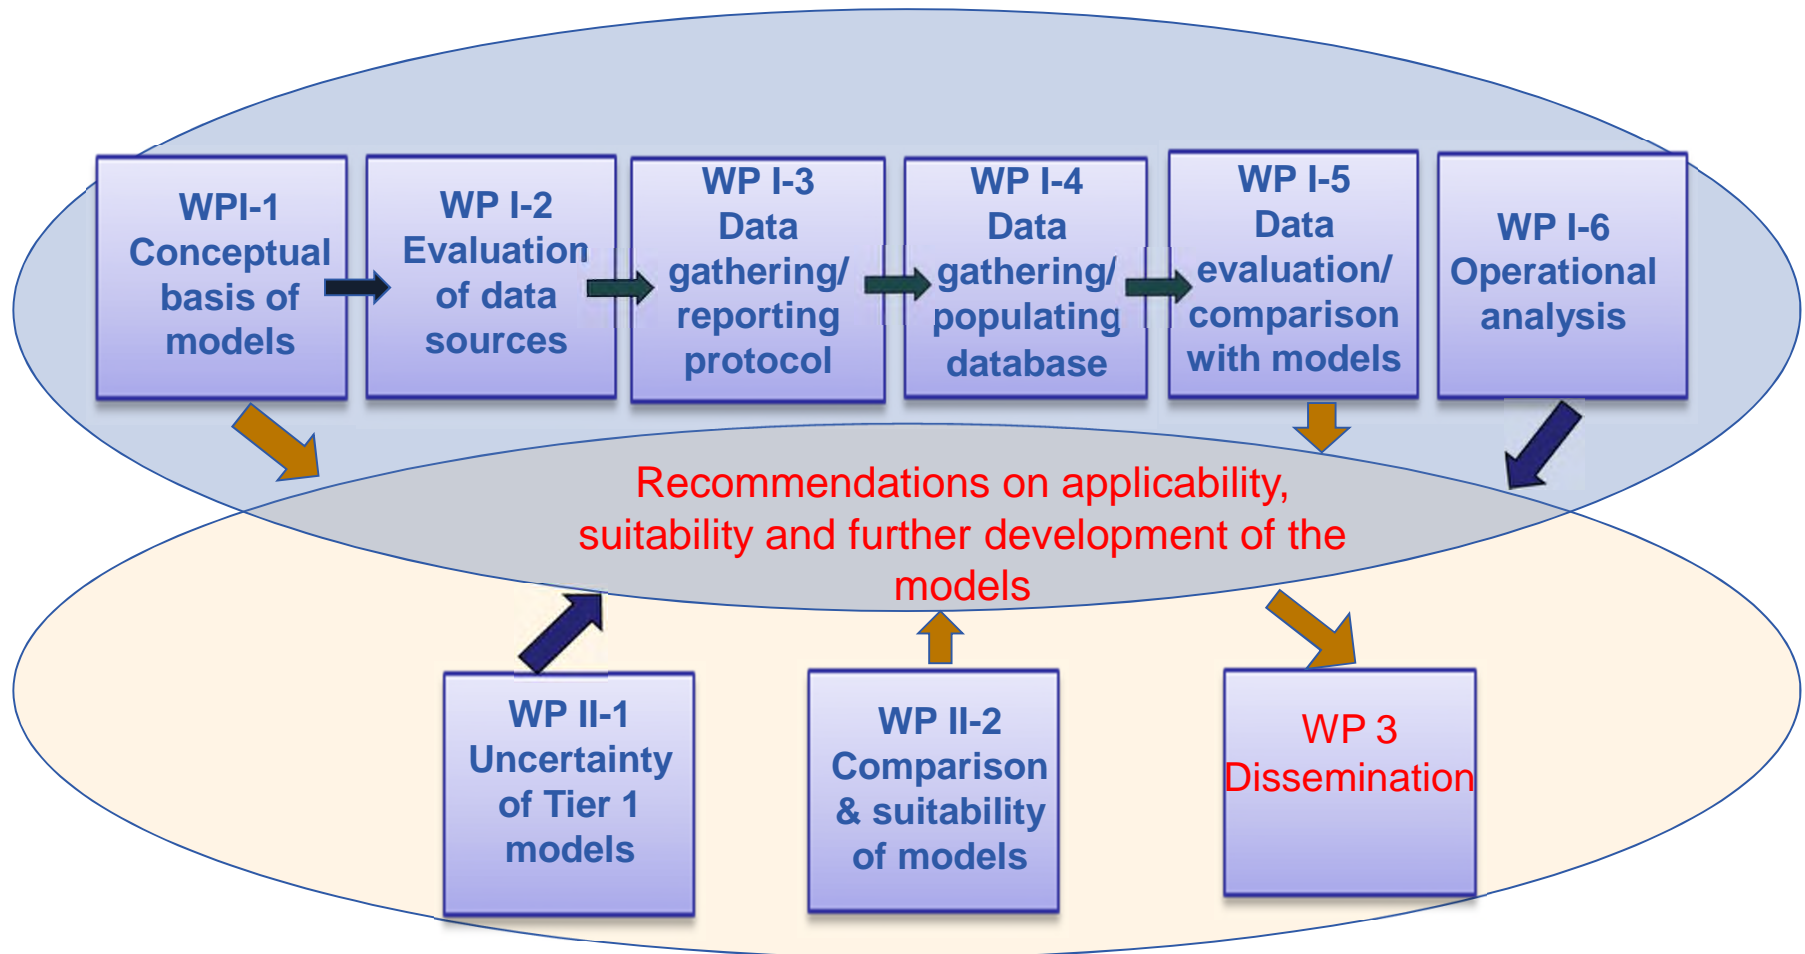 WPI-1
Conceptual
basis of
models
WP I-2
Evaluation
of data
sources
WP I-3
Data
gathering/
reporting
protocol
WP I-4
Data
gathering/
populating
database
WP I-5
Data
evaluation/
comparison
with models
WP I-6
Operational
analysis
Recommendations on applicability,
suitability and further development of the
models
WP II-1
Uncertainty
of Tier 1
models
WP II-2
Comparison
& suitability
of models
WP 3
Dissemination